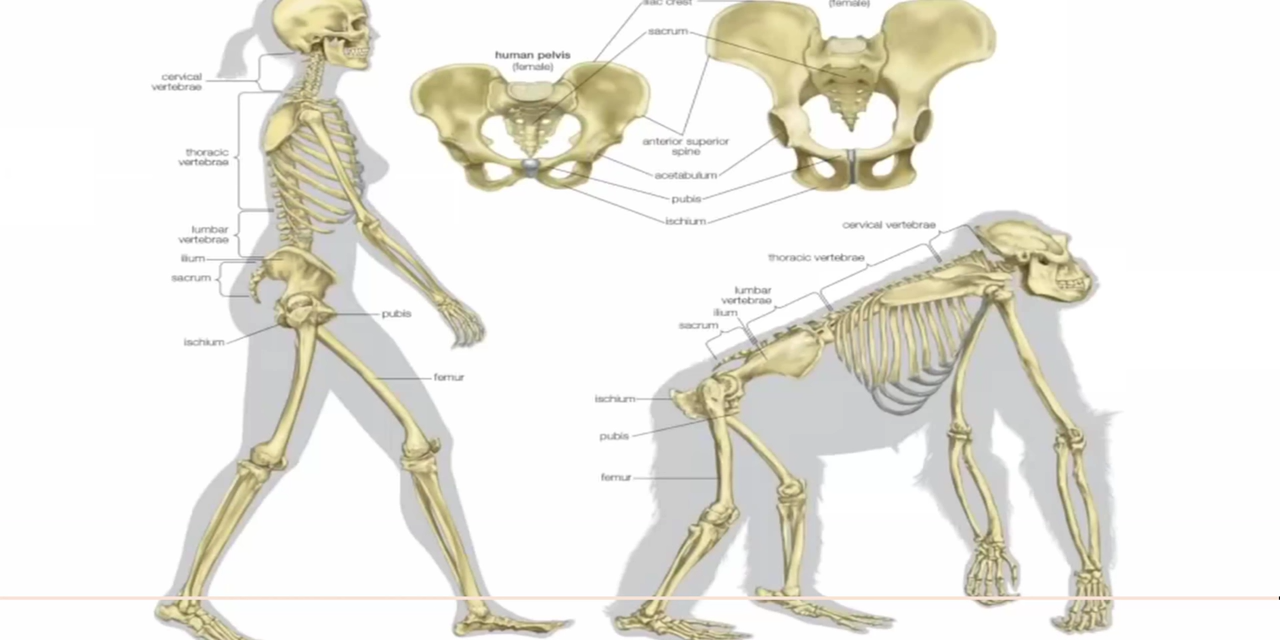 iliac crest
(female)
sacrum
human pelvis
(female)
anterior superior
spine
acetabulum
pubis
ischium
cervical
vertebrae
thoracic
vertebrae
lumbar
vertebrae
ilium
sacrum
ischium
pubis
femur
cervical vertebrae
thoracic vertebrae
lumbar
vertebrae
ilium
sacrum
ischium
pubis
femur